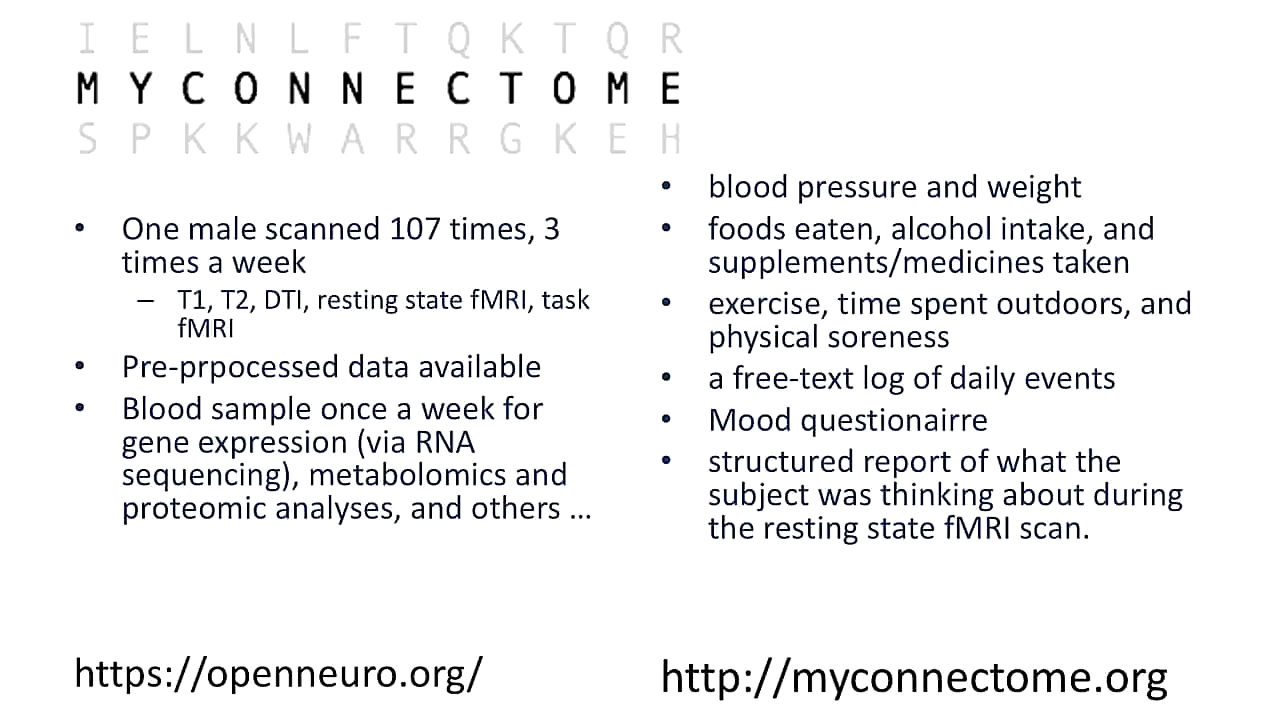 I E L N L F T Q K T Q R
M Y C O N N E C T O M E
S P K K W A R R G K E H
• One male scanned 107 times, 3
times a week
– T1, T2, DTI, resting state fMRI, task
fMRI
• Pre-prpocessed data available
• Blood sample once a week for
gene expression (via RNA
sequencing), metabolomics and
proteomic analyses, and others ...
• blood pressure and weight
• foods eaten, alcohol intake, and
supplements/medicines taken
• exercise, time spent outdoors, and
physical soreness
• a free-text log of daily events
• Mood questionairre
• structured report of what the
subject was thinking about during
the resting state fMRI scan.
https://openneuro.org/
http://myconnectome.org